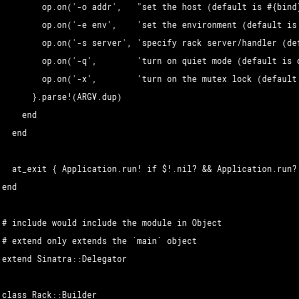 op.on('-o addr',   "set the host (default is #{bind
op.on('-e env',    'set the environment (default is
op.on('-s server', 'specify rack server/handler (def
op.on('-q',        'turn on quiet mode (default is o
op.on('-x',        'turn on the mutex lock (default
}.parse!(ARGV.dup)
end
end
at_exit { Application.run! if $!.nil? && Application.run?
end
# include would include the module in Object
# extend only extends the `main` object
extend Sinatra::Delegator
class Rack::Builder